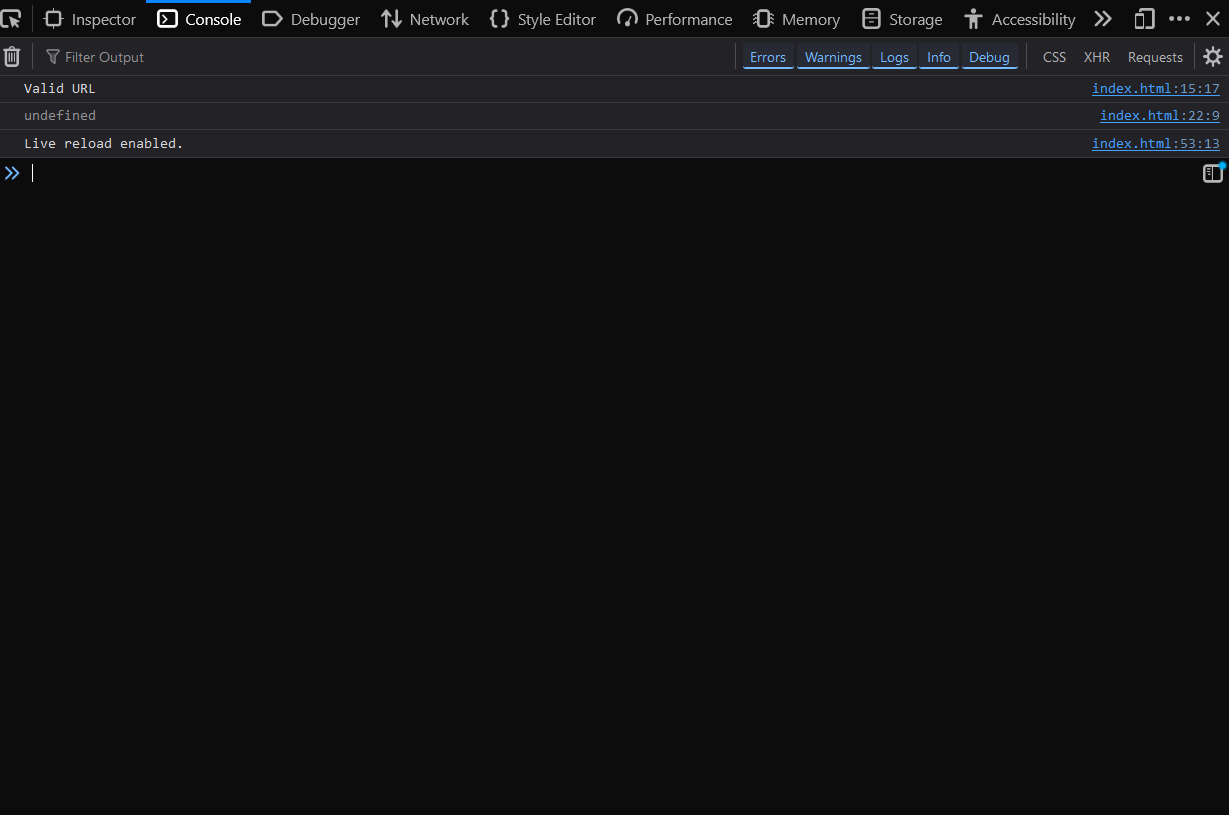 Inspector Console Debugger Network Style Editor Performance Memory Storage Accessibility
Filter Output Errors Warnings Logs Info Debug CSS XHR Requests
Valid URL index.html:15:17
undefined index.html:22:9
Live reload enabled. index.html:53:13